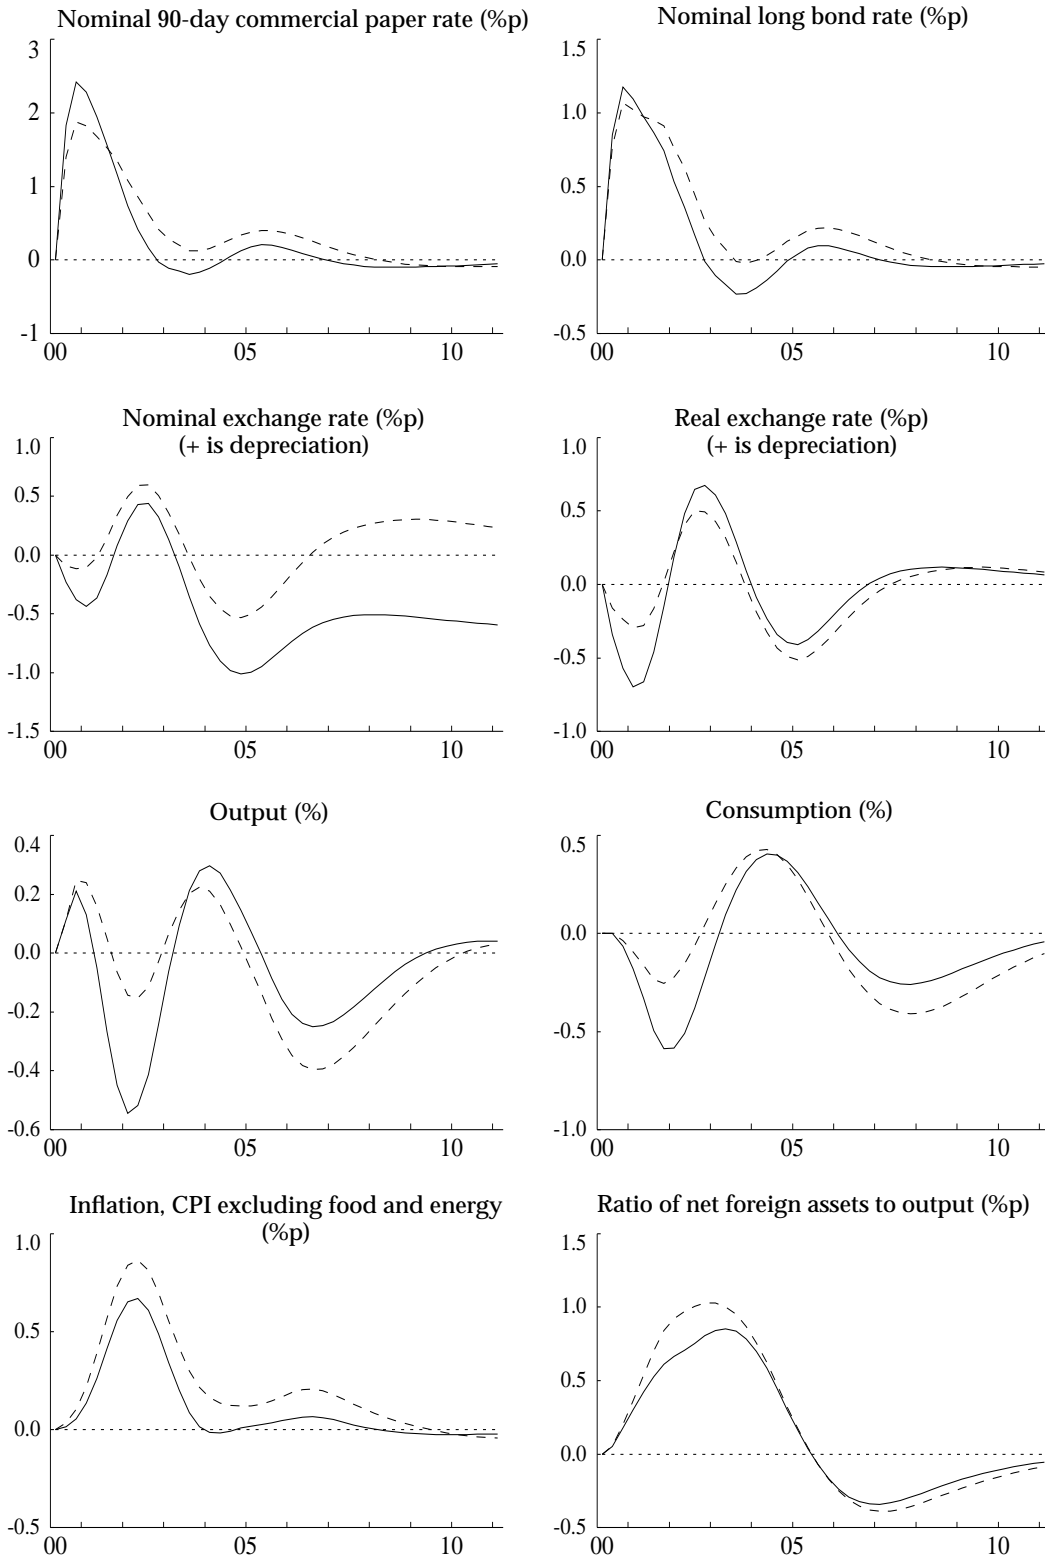 Nominal 90-day commercial paper rate (%p)
3
2
1
0
-1
00 05 10
Nominal long bond rate (%p)
1.5
1.0
0.5
0.0
-0.5
00 05 10
Nominal exchange rate (%p)
(+ is depreciation)
1.0
0.5
0.0
-0.5
-1.0
-1.5
00 05 10
Real exchange rate (%p)
(+ is depreciation)
1.0
0.5
0.0
-0.5
-1.0
00 05 10
Output (%)
0.4
0.2
0.0
-0.2
-0.4
-0.6
00 05 10
Consumption (%)
0.5
0.0
-0.5
-1.0
00 05 10
Inflation, CPI excluding food and energy
(%p)
1.0
0.5
0.0
-0.5
00 05 10
Ratio of net foreign assets to output (%p)
1.5
1.0
0.5
0.0
-0.5
00 05 10